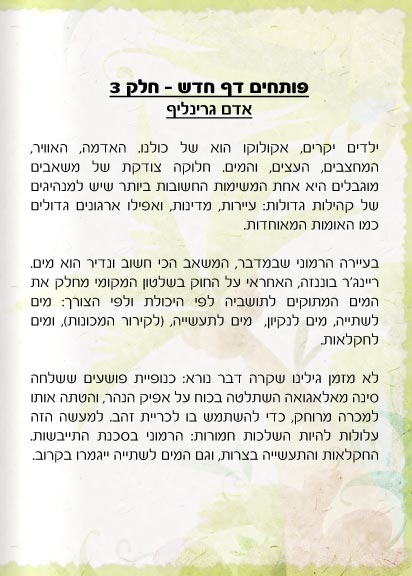 פותחים דף חדש - חלק 3
אדם גרינליף
ילדים יקרים, אקולוקו הוא של כולנו. האדמה, האוויר,
המחצבים, העצים, והמים. חלוקה צודקת של משאבים
מוגבלים היא אחת המשימות החשובות ביותר שיש למנהיגים
של קהילות גדולות: עיירות, מדינות, ואפילו ארגונים גדולים
כמו האומות המאוחדות.
בעיירה הרמוני שבמדבר, המשאב הכי חשוב ונדיר הוא מים.
ריינג'ר בוננזה, האחראי על החוק בשלטון המקומי מחלק את
המים המתוקים לתושביה לפי היכולת ולפי הצורך: מים
לשתייה, מים לנקיון, מים לתעשייה, (לקירור המכונות), ומים
לחקלאות.
לא מזמן גילינו שקרה דבר נורא: כנופיית פושעים ששלחה
סינה מאלאגואה השתלטה בכוח על אפיק הנהר, והטתה אותו
למכרה מרוחק, כדי להשתמש בו לכריית זהב. למעשה הזה
עלולות להיות השלכות חמורות: הרמוני בסכנת התייבשות.
החקלאות והתעשייה בצרות, וגם המים לשתייה ייגמרו בקרוב.